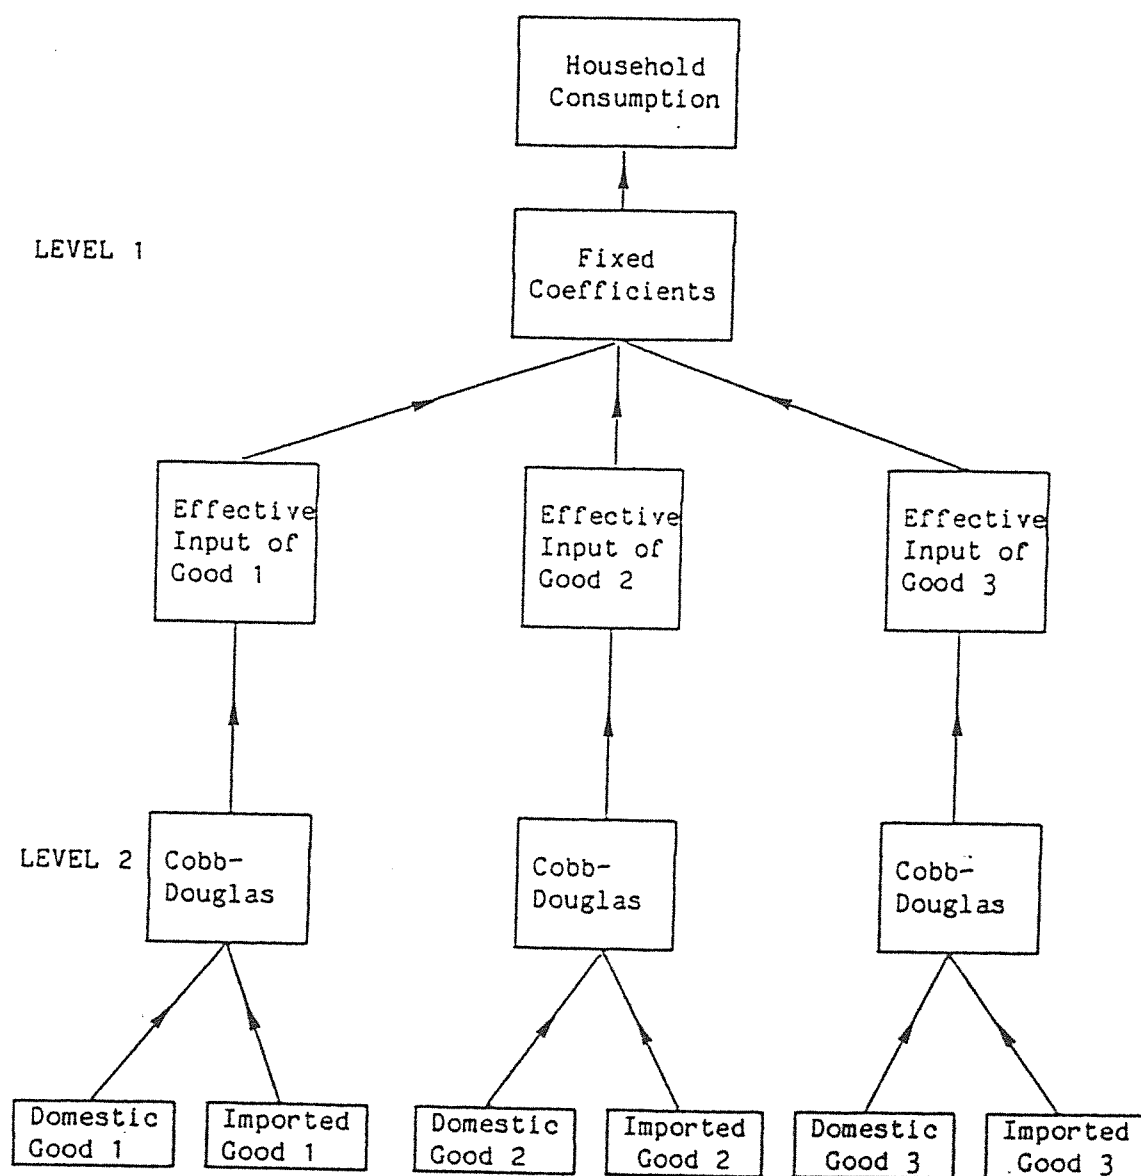 Household
Consumption
LEVEL 1
Fixed
Coefficients
Effective
Input of
Good 1
Effective
Input of
Good 2
Effective
Input of
Good 3
LEVEL 2
Cobb-
Douglas
Cobb-
Douglas
Cobb-
Douglas
Domestic
Good 1
Imported
Good 1
Domestic
Good 2
Imported
Good 2
Domestic
Good 3
Imported
Good 3